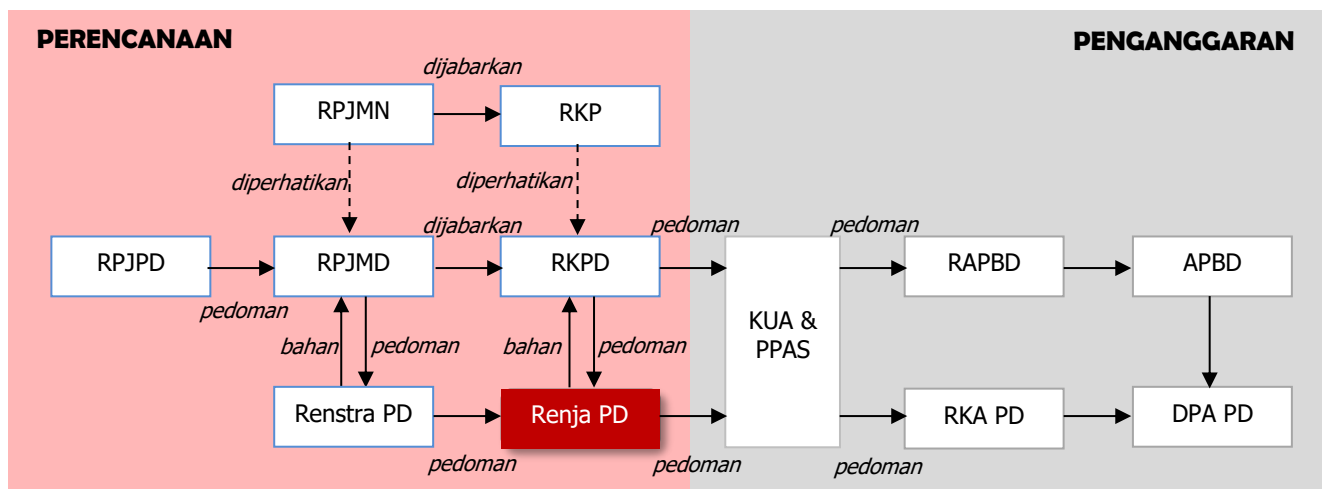 PERENCANAAN
PENGANGGARAN
dijabarkan
RPJMN
RKP
diperhatikan
diperhatikan
dijabarkan
pedoman
pedoman
RPJPD
RPJMD
RKPD
RAPBD
APBD
pedoman
KUA &
PPAS
bahan
pedoman
bahan
pedoman
Renstra PD
Renja PD
RKA PD
DPA PD
pedoman
pedoman
pedoman